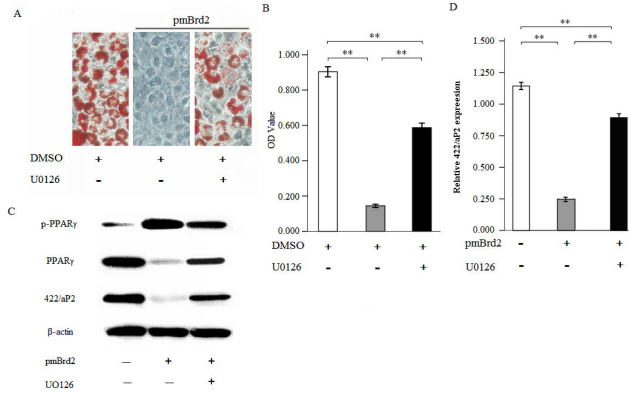 A
pmBrd2
DMSO + + +
U0126 - - +
B
** 
** **
1.000
0.800
0.600
0.400
0.200
0.000
OD Value
DMSO + + +
U0126 - - +
C
p-PPARγ
PPARγ
422/aP2
β-actin
pmBrd2 — + +
UO126 — — +
D
**
** **
1.500
1.250
1.000
0.750
0.500
0.250
0.000
Relative 422/aP2 expreesion
pmBrd2 - + +
U0126 - - +